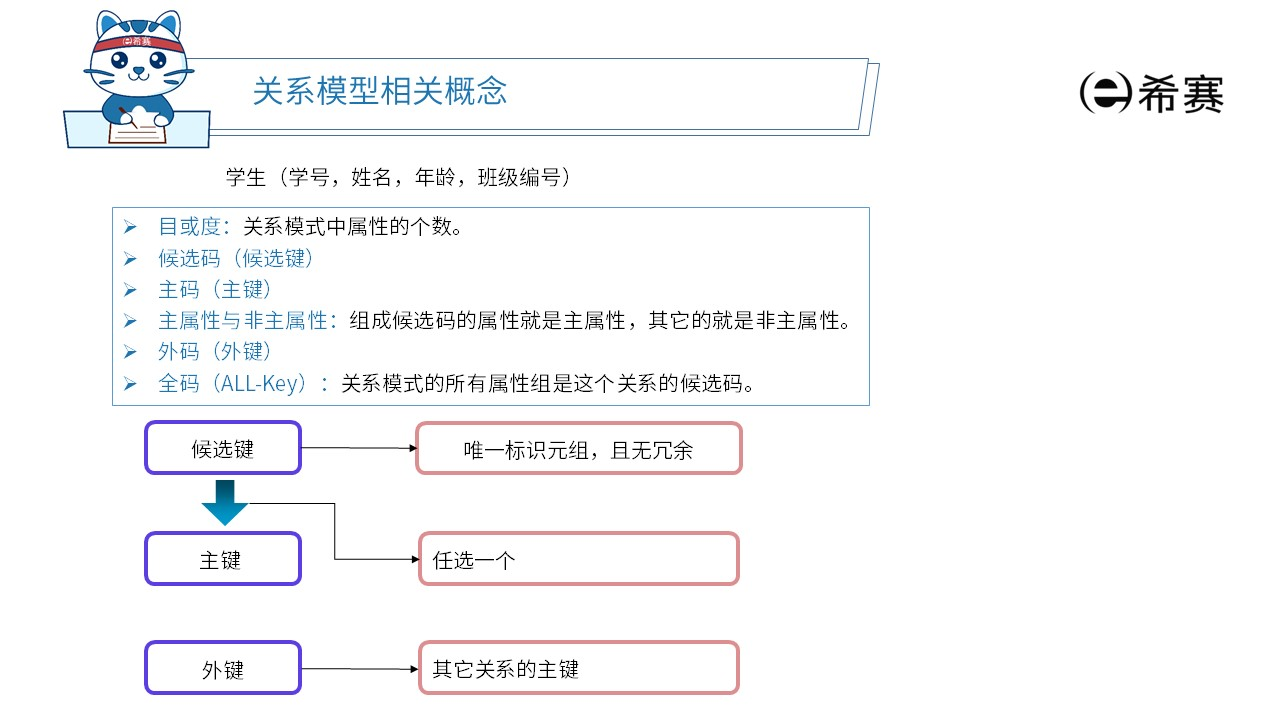 希赛
关系模型相关概念
希赛
学生（学号，姓名，年龄，班级编号）
目或度：关系模式中属性的个数。
候选码（候选键）
主码（主键）
主属性与非主属性：组成候选码的属性就是主属性，其它的就是非主属性。
外码（外键）
全码（ALL-Key）：关系模式的所有属性组是这个关系的候选码。
候选键
唯一标识元组，且无冗余
主键
任选一个
外键
其它关系的主键